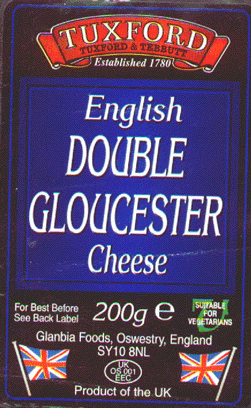 TUXFORD
TUXFORD & TEBBUTT
Established 1780
English
DOUBLE
GLOUCESTER
Cheese
For Best Before
See Back Label
200g e
SUITABLE
FOR
VEGETARIANS
Glanbia Foods, Oswestry, England
SY10 8NL
UK
OS 001
EEC
Product of the UK